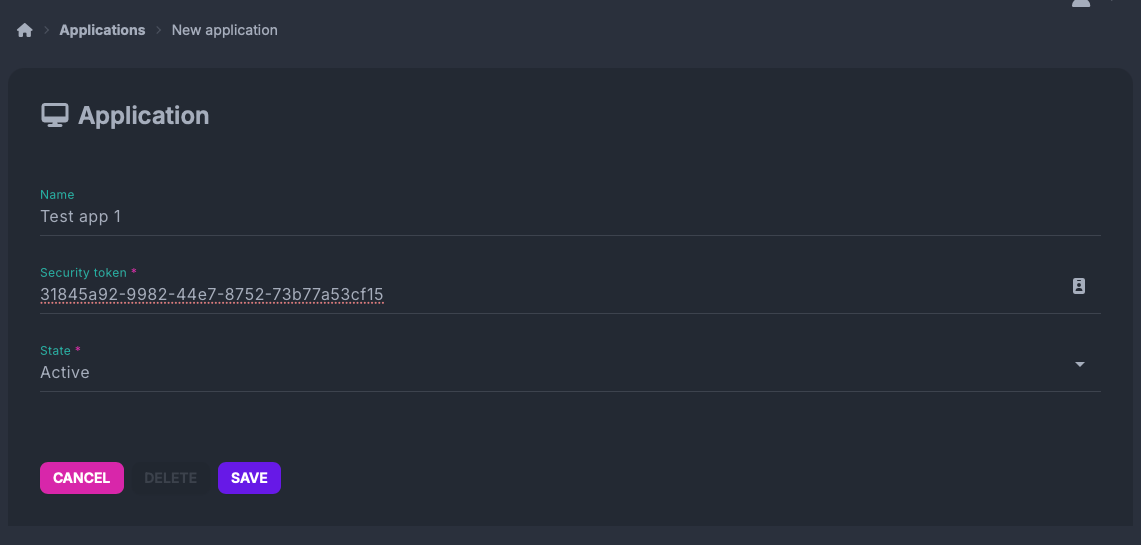 Applications New application
Application
Name
Test app 1
Security token *
31845a92-9982-44e7-8752-73b77a53cf15
State *
Active
CANCEL DELETE SAVE